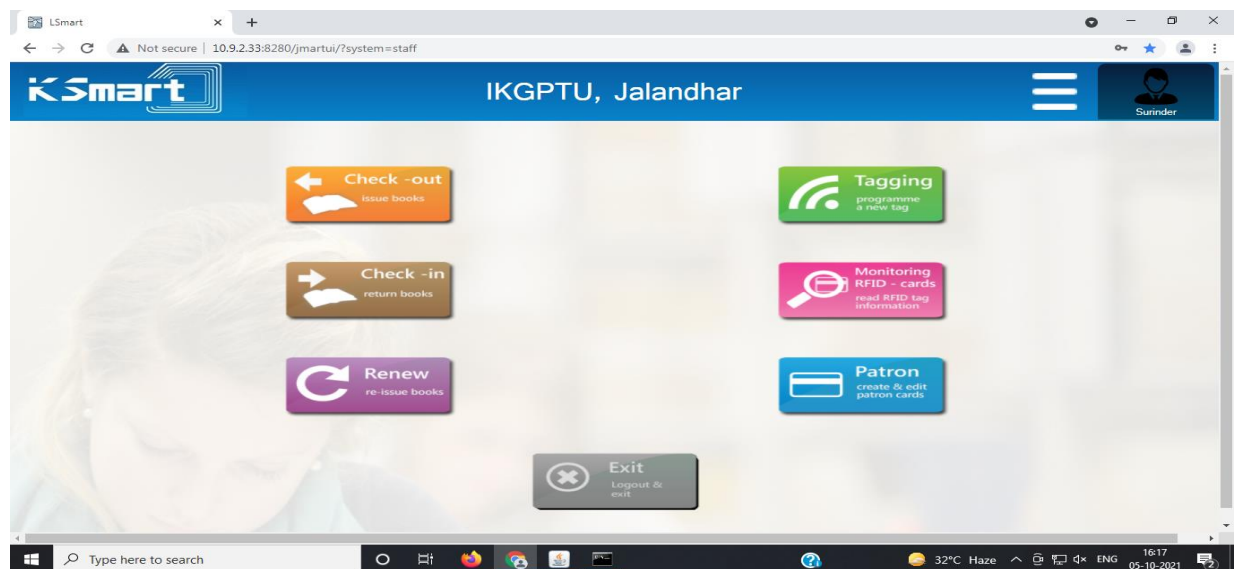 LSmart
Not secure | 10.9.2.33:8280/jmartui/?system=staff
KSmart
IKGPTU, Jalandhar
Surinder
Check -out
issue books
Tagging
programme
a new tag
Check -in
return books
Monitoring
RFID - cards
read RFID tag
information
Renew
re-issue books
Patron
create & edit
patron cards
Exit
Logout &
exit
Type here to search
32°C Haze
ENG
16:17
05-10-2021
2